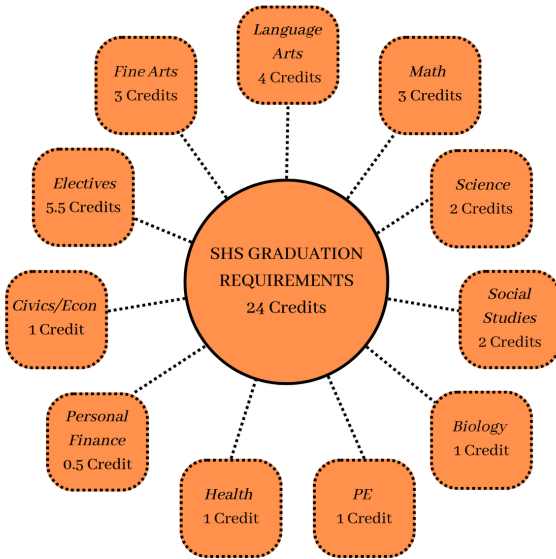 SHS GRADUATION
REQUIREMENTS
24 Credits
Language
Arts
4 Credits
Math
3 Credits
Science
2 Credits
Social
Studies
2 Credits
Biology
1 Credit
PE
1 Credit
Health
1 Credit
Personal
Finance
0.5 Credit
Civics/Econ
1 Credit
Electives
5.5 Credits
Fine Arts
3 Credits